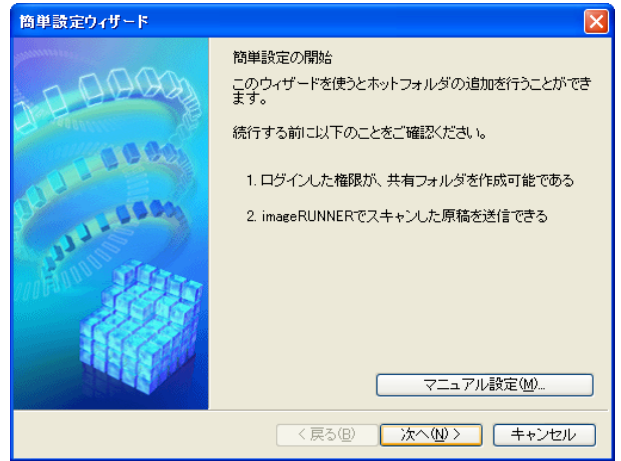 簡単設定ウィザード
簡単設定の開始
このウィザードを使うとホットフォルダの追加を行うことができ
ます。
続行する前に以下のことをご確認ください。
1. ログインした権限が、共有フォルダを作成可能である
2. imageRUNNERでスキャンした原稿を送信できる
マニュアル設定(M)...
< 戻る(B)
次へ(N) >
キャンセル